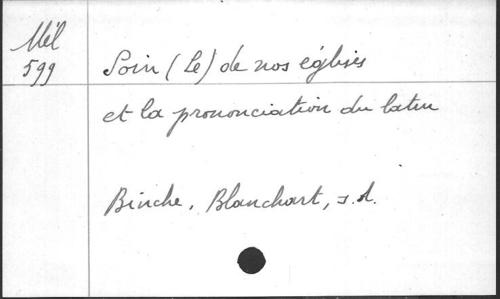 Mél
599
Soin (Le) de nos églises
et la prononciation du latin
Binche, Blanchart, s.d.